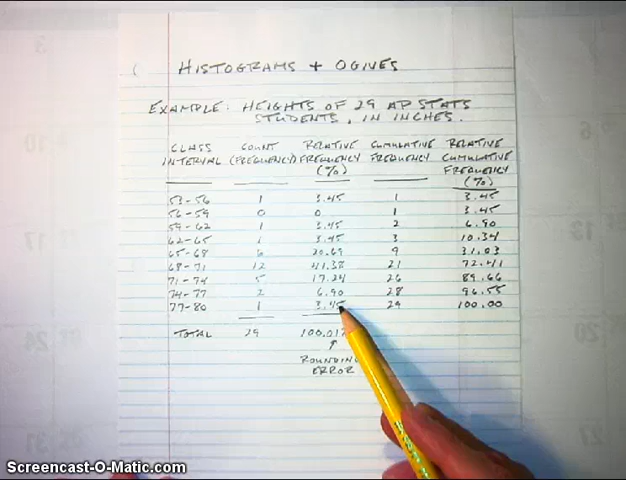 HISTOGRAMS + OGIVES
EXAMPLE: HEIGHTS OF 29 AP STATS
STUDENTS, IN INCHES.
CLASS COUNT RELATIVE CUMULATIVE RELATIVE
INTERVAL (FREQUENCY) FREQUENCY FREQUENCY CUMULATIVE
(%) FREQUENCY
(%)
53-56 1 3.45 1 3.45
56-59 0 0 1 3.45
59-62 1 3.45 2 6.90
62-65 1 3.45 3 10.34
65-68 6 20.69 9 31.03
68-71 12 41.38 21 72.41
71-74 5 17.24 26 89.66
74-77 2 6.90 28 96.55
77-80 1 3.45 29 100.00
TOTAL 29 100.01
ROUNDING
ERROR
Screencast-O-Matic.com